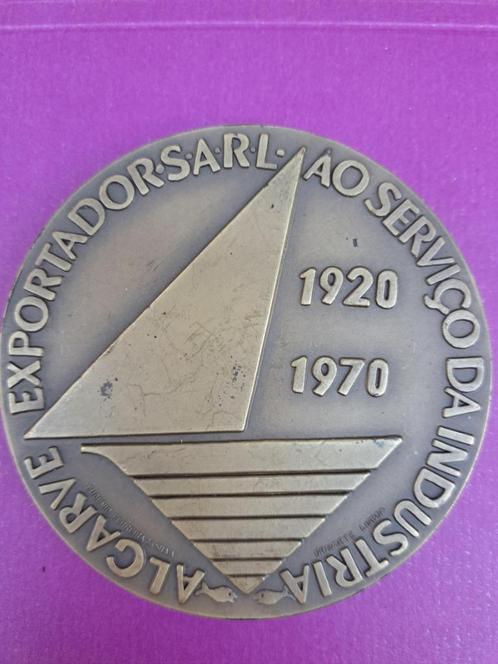 ALGARVE EXPORTADOR·S·A·R·L· AO SERVIÇO DA INDUSTRIA
1920
1970